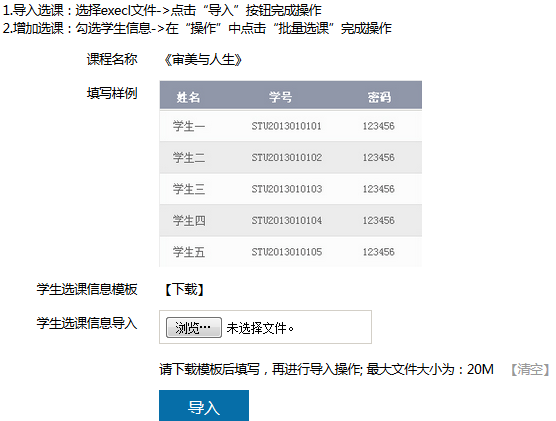 1.导入选课：选择execl文件->点击“导入”按钮完成操作
2.增加选课：勾选学生信息->在“操作”中点击“批量选课”完成操作
课程名称 《审美与人生》
填写样例
姓名 学号 密码
学生一 STU2013010101 123456
学生二 STU2013010102 123456
学生三 STU2013010103 123456
学生四 STU2013010104 123456
学生五 STU2013010105 123456
学生选课信息模板 【下载】
学生选课信息导入 浏览… 未选择文件。
请下载模板后填写，再进行导入操作; 最大文件大小为：20M 【清空】
导入